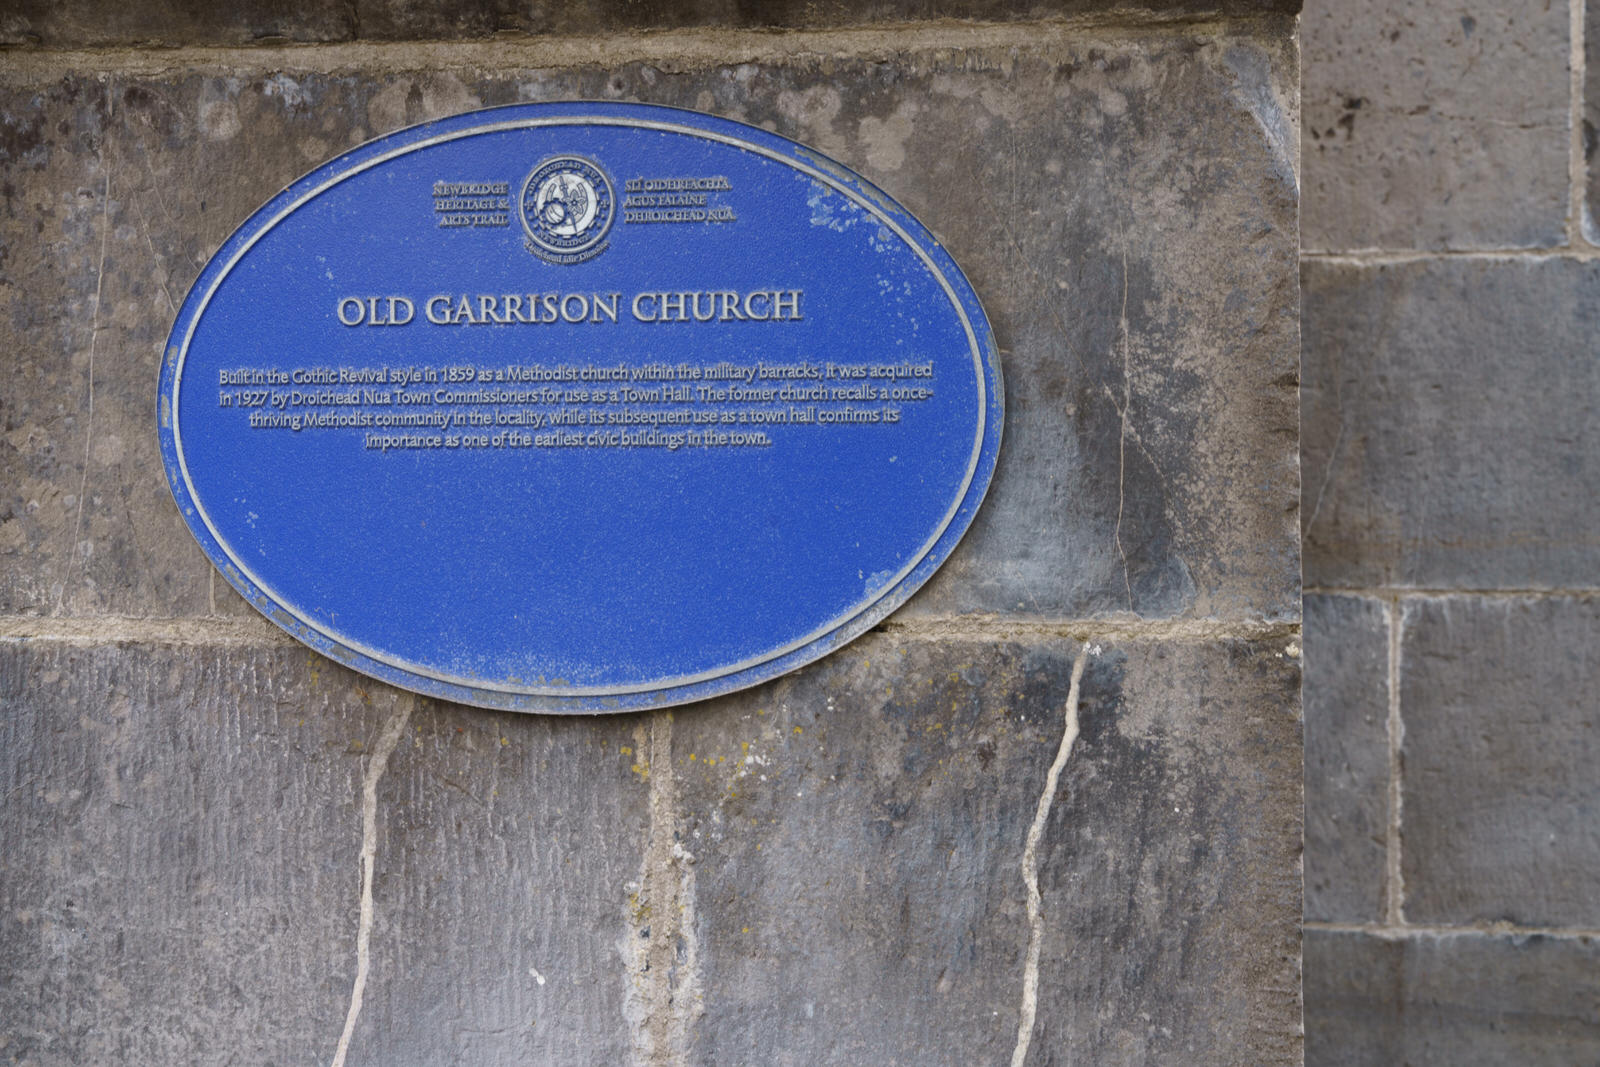 NEWBRIDGE
HERITAGE &
ARTS TRAIL
DROICHEAD NUA
NEWBRIDGE
SLÍ OIDHREACHTA
AGUS EALAÍNE
DHROICHEAD NUA
OLD GARRISON CHURCH
Built in the Gothic Revival style in 1859 as a Methodist church within the military barracks, it was acquired
in 1927 by Droichead Nua Town Commissioners for use as a Town Hall. The former church recalls a once-
thriving Methodist community in the locality, while its subsequent use as a town hall confirms its
importance as one of the earliest civic buildings in the town.